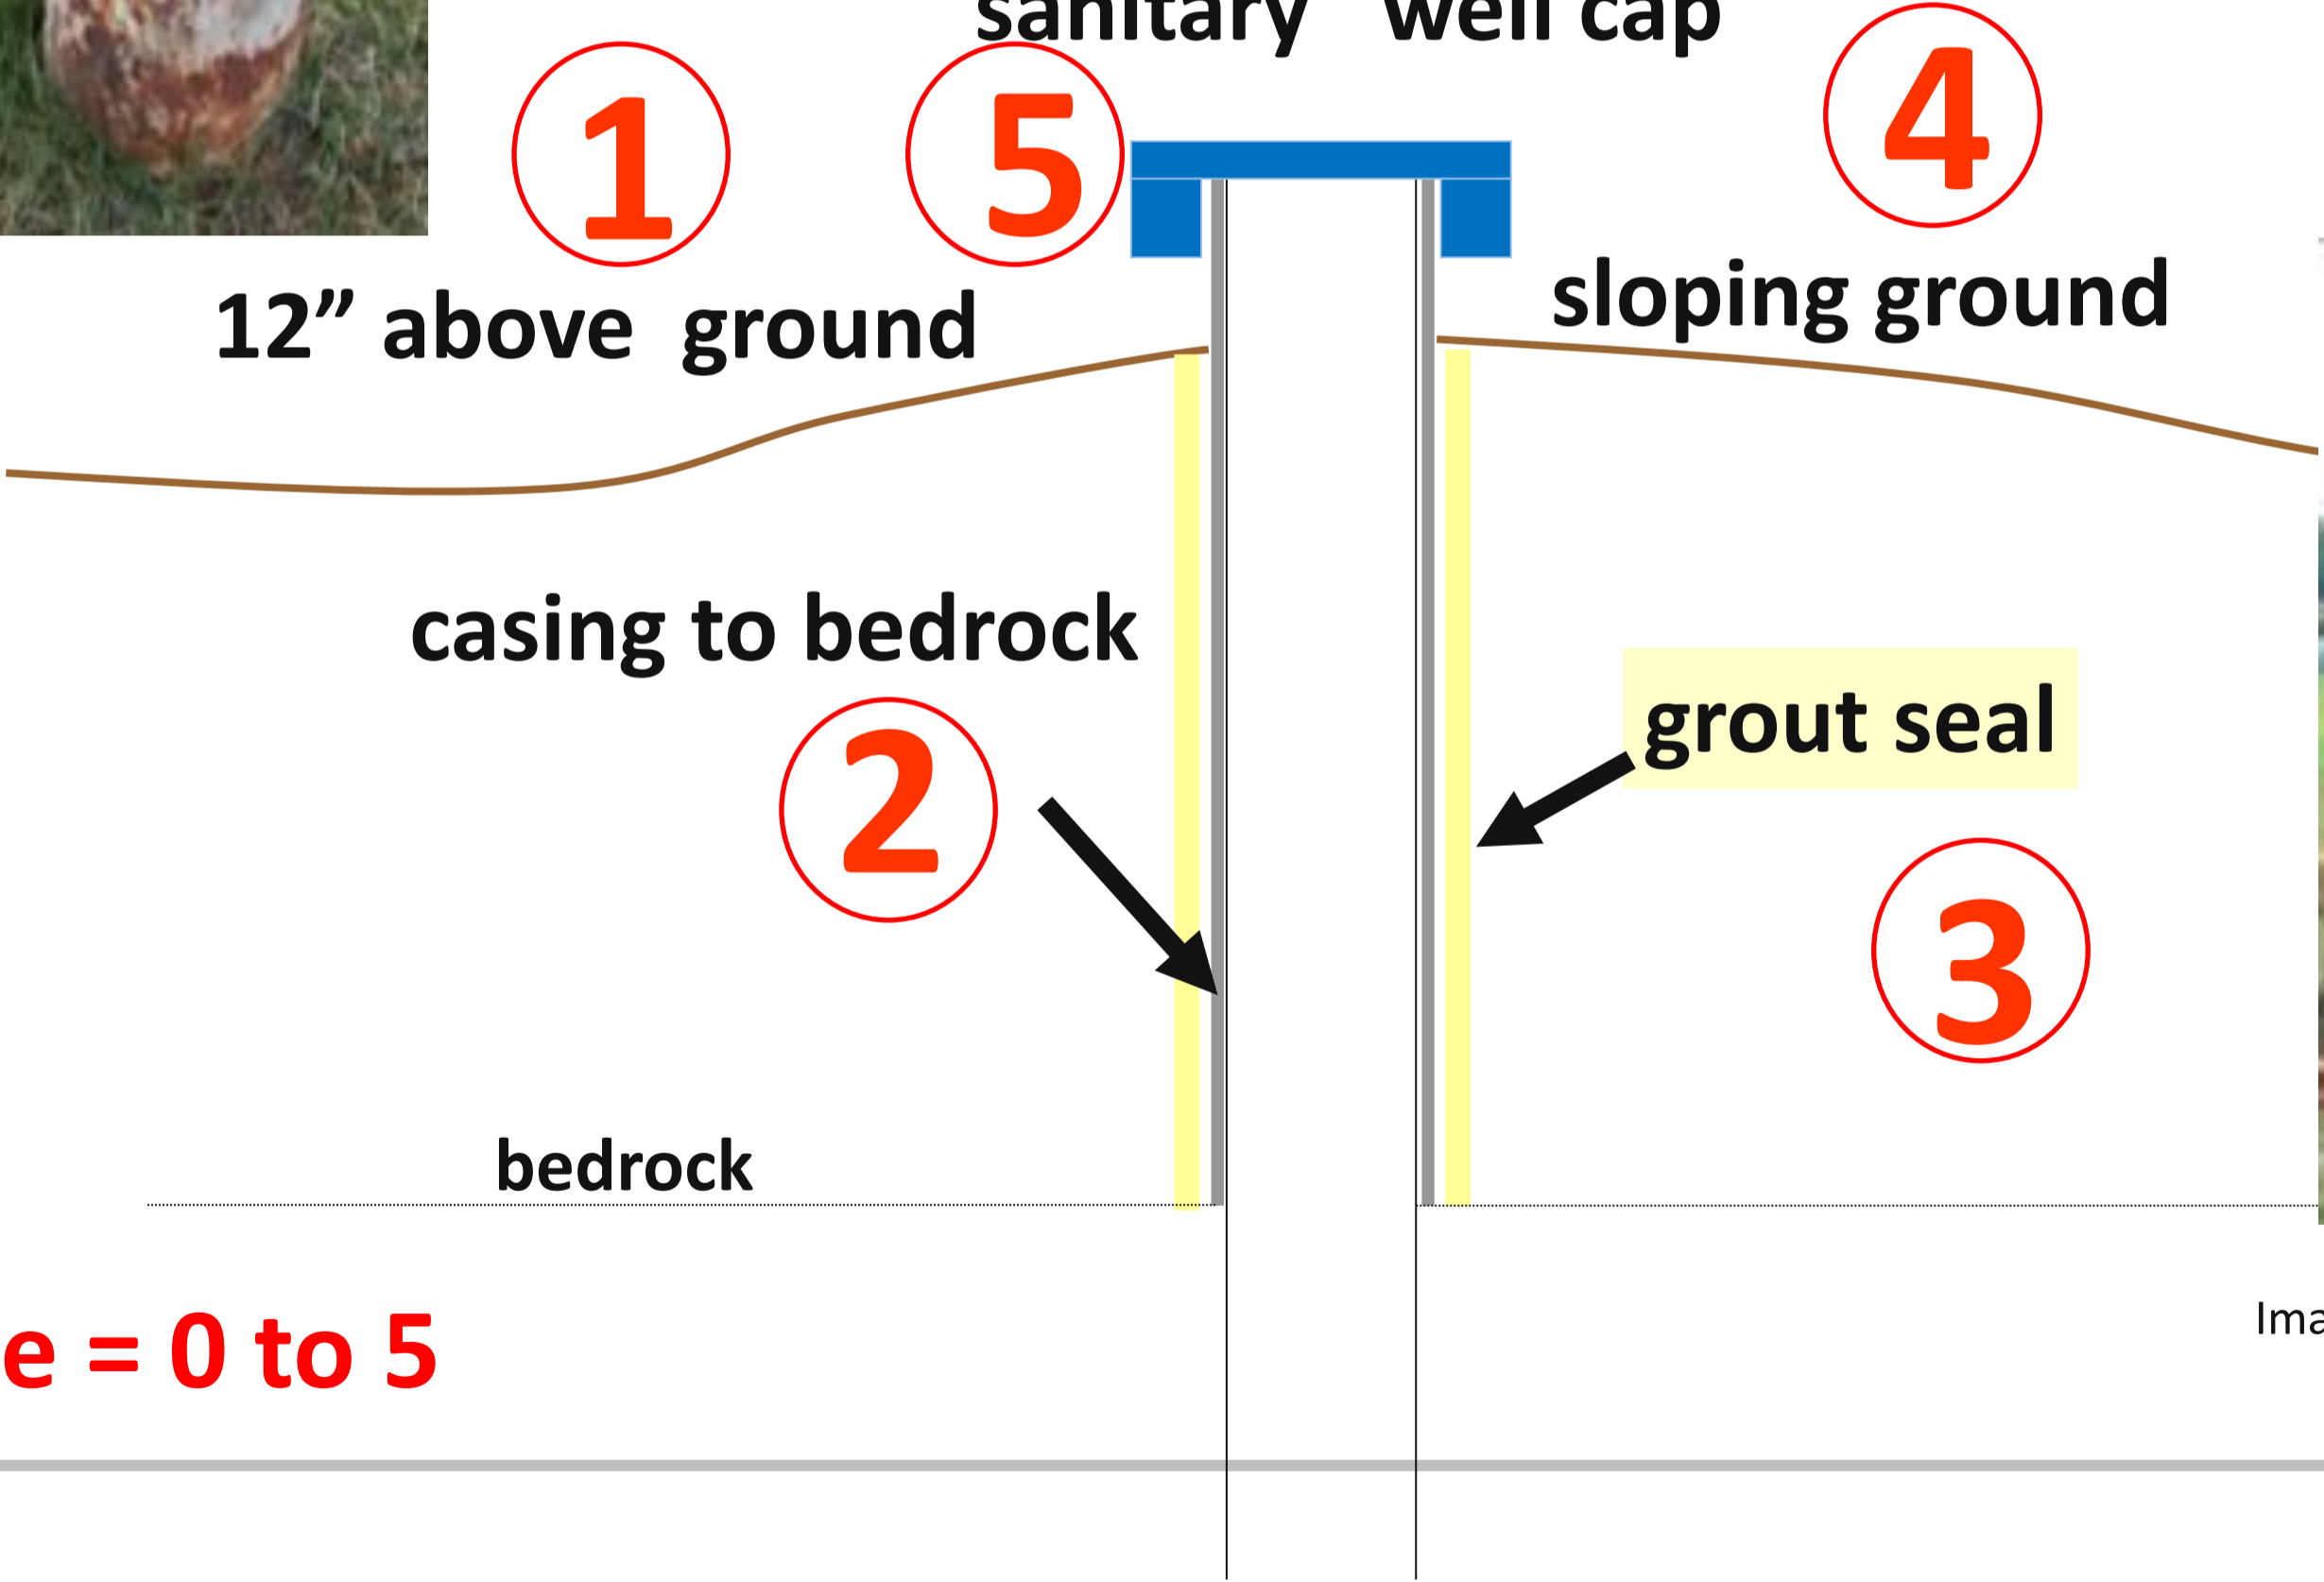 sanitary well cap
1
5
4
12” above ground
sloping ground
casing to bedrock
grout seal
2
3
bedrock
e = 0 to 5